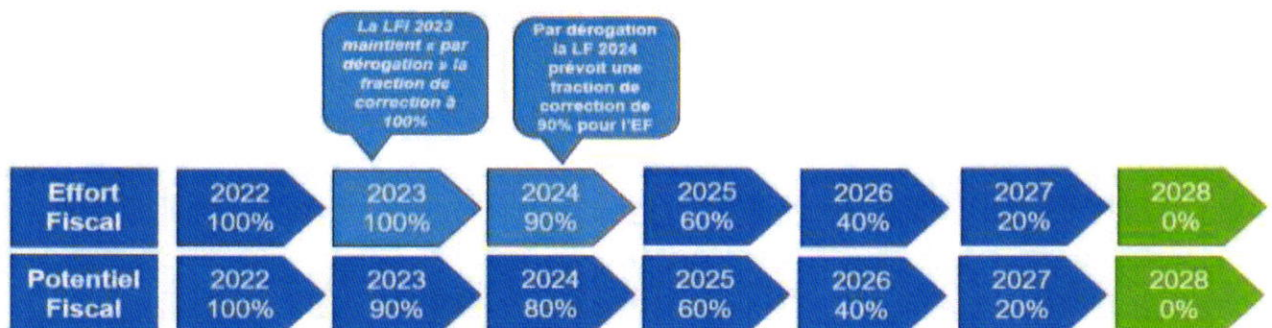 La LFI 2023
maintient « par
dérogation » la
fraction de
correction à
100%
Par dérogation
la LF 2024
prévoit une
fraction de
correction de
90% pour l'EF
Effort
Fiscal
2022
100%
2023
100%
2024
90%
2025
60%
2026
40%
2027
20%
2028
0%
Potentiel
Fiscal
2022
100%
2023
90%
2024
80%
2025
60%
2026
40%
2027
20%
2028
0%